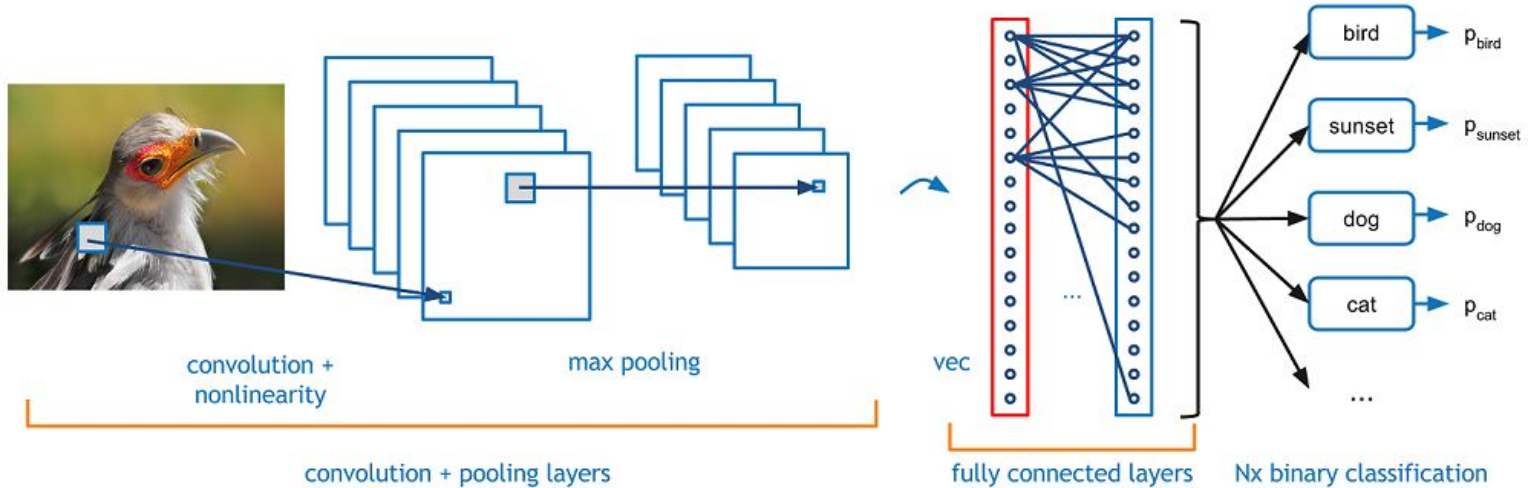 convolution +
nonlinearity
max pooling
convolution + pooling layers
vec
...
fully connected layers
bird
p_bird
sunset
p_sunset
dog
p_dog
cat
p_cat
...
Nx binary classification